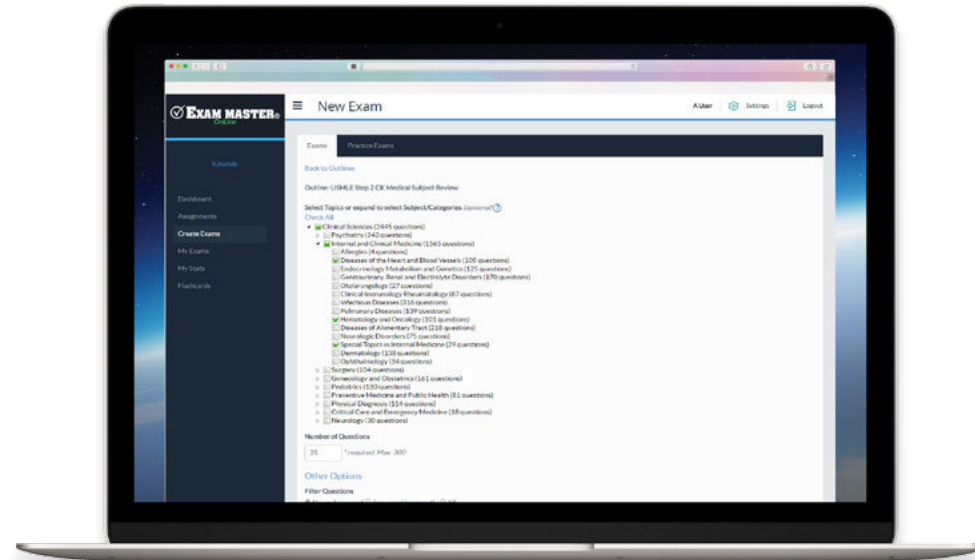 EXAM MASTER®
OnLine
New Exam
A User
Settings
Logout
Tutorials
Dashboard
Assignments
Create Exams
My Exams
My Stats
Flashcards
Exams
Practice Exams
Back to Outlines
Outline: USMLE Step 2 CK Medical Subject Review
Select Topics or expand to select Subject/Categories (optional)
Check All
Clinical Sciences (2445 questions)
Psychiatry (242 questions)
Internal and Clinical Medicine (1565 questions)
Allergies (4 questions)
Diseases of the Heart and Blood Vessels (105 questions)
Endocrinology Metabolism and Genetics (125 questions)
Genitourinary, Renal and Electrolyte Disorders (170 questions)
Otolaryngology (27 questions)
Clinical Immunology Rheumatology (87 questions)
Infectious Diseases (316 questions)
Pulmonary Diseases (139 questions)
Hematology and Oncology (101 questions)
Diseases of Alimentary Tract (218 questions)
Neurologic Disorders (75 questions)
Special Topics in Internal Medicine (29 questions)
Dermatology (138 questions)
Ophthalmology (34 questions)
Surgery (104 questions)
Gynecology and Obstetrics (161 questions)
Pediatrics (130 questions)
Preventive Medicine and Public Health (81 questions)
Physical Diagnosis (114 questions)
Critical Care and Emergency Medicine (18 questions)
Neurology (30 questions)
Number of Questions
25
*required Max: 300
Other Options
Filter Questions